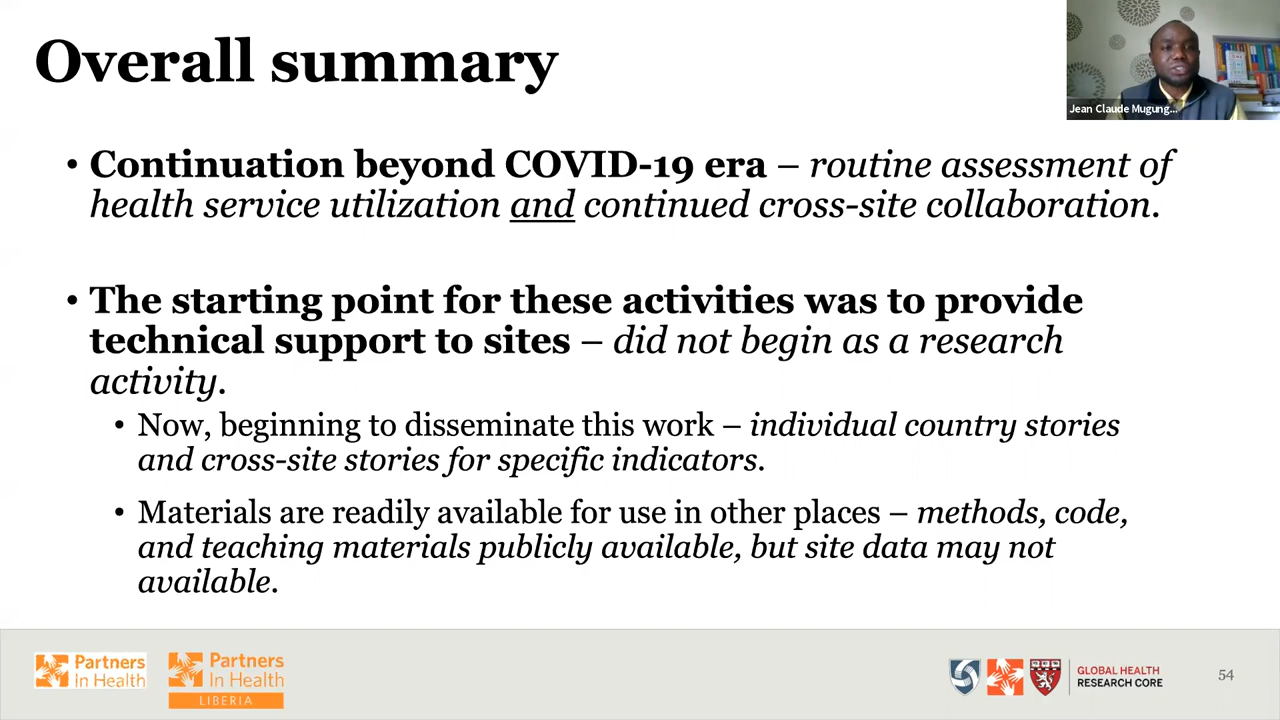 Overall summary
Jean Claude Mugung...
• Continuation beyond COVID-19 era – routine assessment of
health service utilization and continued cross-site collaboration.
• The starting point for these activities was to provide
technical support to sites – did not begin as a research
activity.
• Now, beginning to disseminate this work – individual country stories
and cross-site stories for specific indicators.
• Materials are readily available for use in other places – methods, code,
and teaching materials publicly available, but site data may not
available.
Partners
In Health
Partners
In Health
LIBERIA
GLOBAL HEALTH
RESEARCH CORE
54